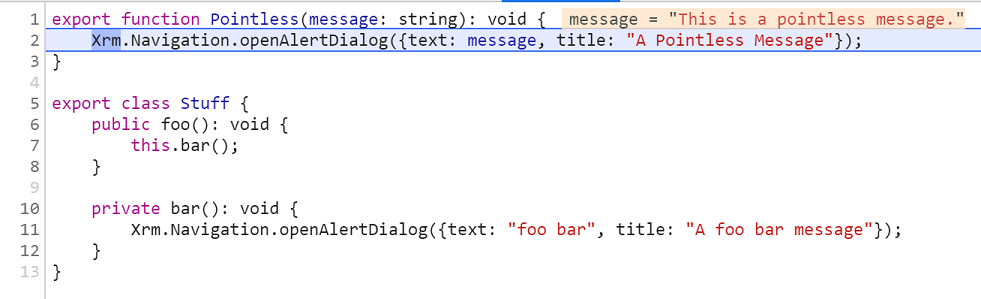 1 export function Pointless(message: string): void { message = "This is a pointless message."
2     Xrm.Navigation.openAlertDialog({text: message, title: "A Pointless Message"});
3 }
4
5 export class Stuff {
6     public foo(): void {
7         this.bar();
8     }
9
10     private bar(): void {
11         Xrm.Navigation.openAlertDialog({text: "foo bar", title: "A foo bar message"});
12     }
13 }